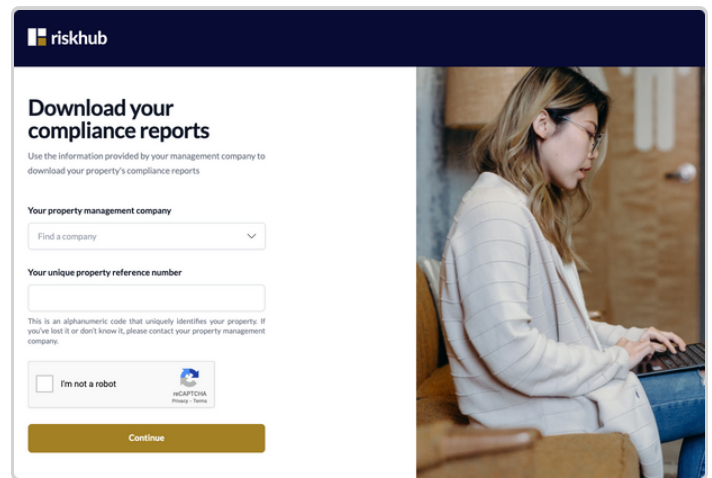 riskhub
Download your
compliance reports
Use the information provided by your management company to
download your property's compliance reports
Your property management company
Find a company
Your unique property reference number
This is an alphanumeric code that uniquely identifies your property. If
you've lost it or don't know it, please contact your property management
company.
I'm not a robot
reCAPTCHA
Privacy - Terms
Continue